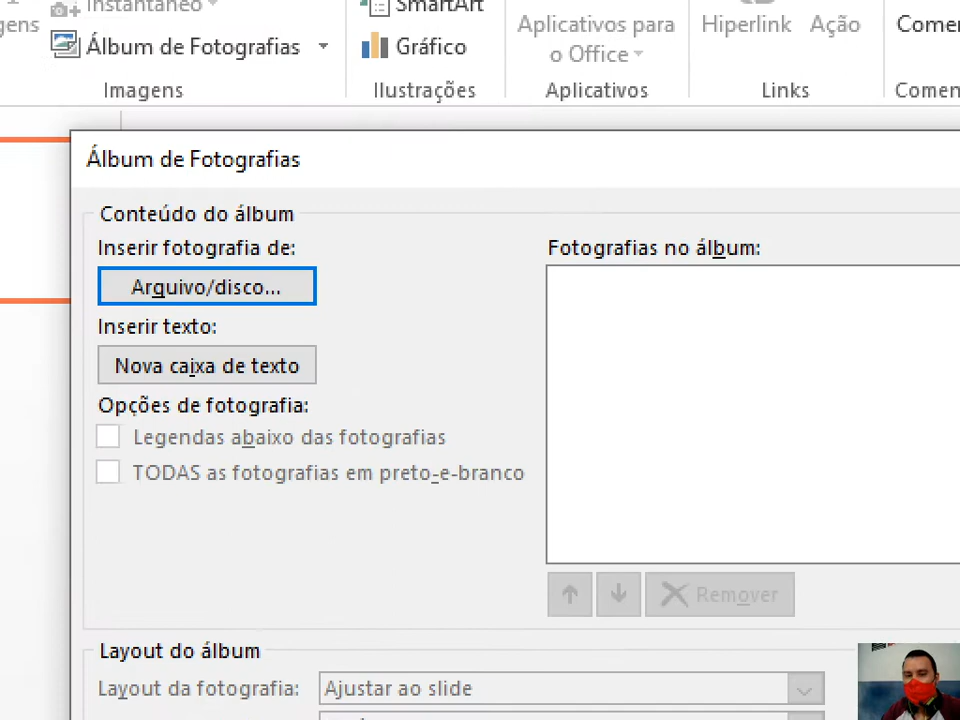 Instantâneo
SmartArt
Álbum de Fotografias
Gráfico
Aplicativos para
o Office
Hiperlink
Ação
Imagens
Ilustrações
Aplicativos
Links
Álbum de Fotografias
Conteúdo do álbum
Inserir fotografia de:
Fotografias no álbum:
Arquivo/disco...
Inserir texto:
Nova caixa de texto
Opções de fotografia:
Legendas abaixo das fotografias
TODAS as fotografias em preto-e-branco
Remover
Layout do álbum
Layout da fotografia:
Ajustar ao slide